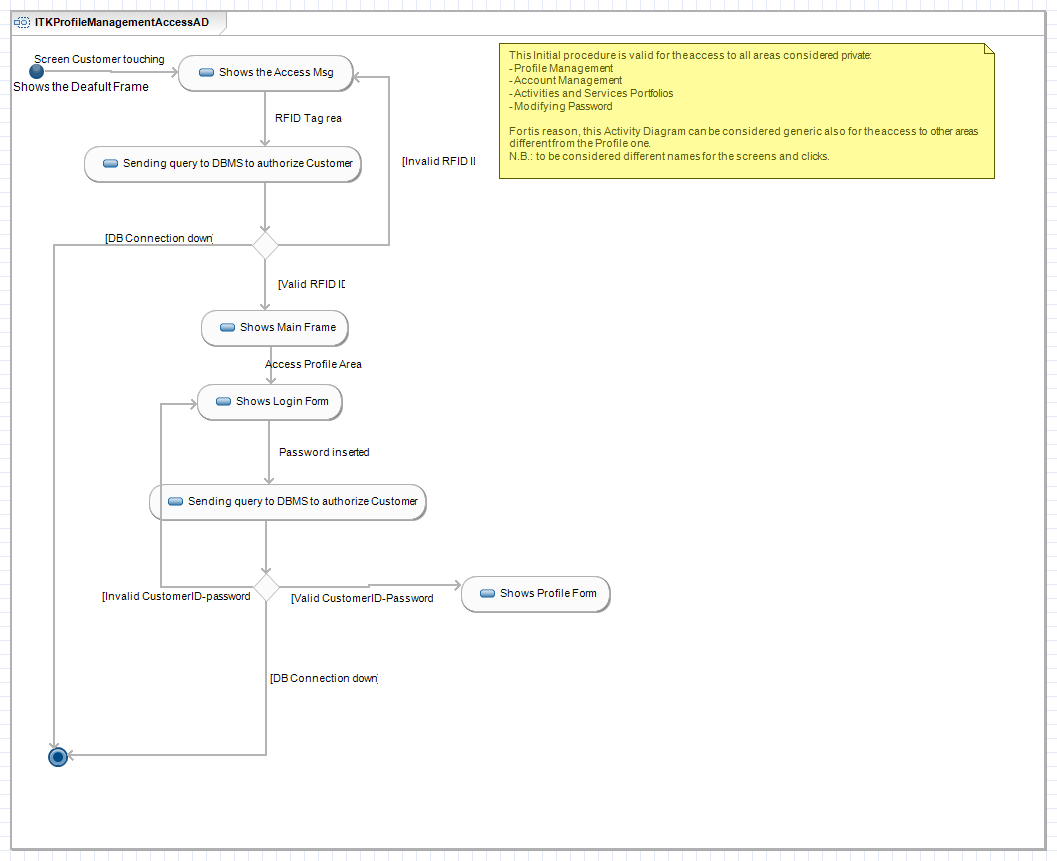 ITKProfileManagementAccessAD
Screen Customer touching
Shows the Deafult Frame
Shows the Access Msg
This Initial procedure is valid for the access to all areas considered private:
- Profile Management
- Account Management
- Activities and Services Portfolios
- Modifying Password
For tis reason, this Activity Diagram can be considered generic also for the access to other areas
different from the Profile one.
N.B.: to be considered different names for the screens and clicks.
RFID Tag rea
Sending query to DBMS to authorize Customer
[Invalid RFID I
[DB Connection down]
[Valid RFID ID
Shows Main Frame
Access Profile Area
Shows Login Form
Password inserted
Sending query to DBMS to authorize Customer
[Invalid CustomerID-password
[Valid CustomerID-Password
Shows Profile Form
[DB Connection down]